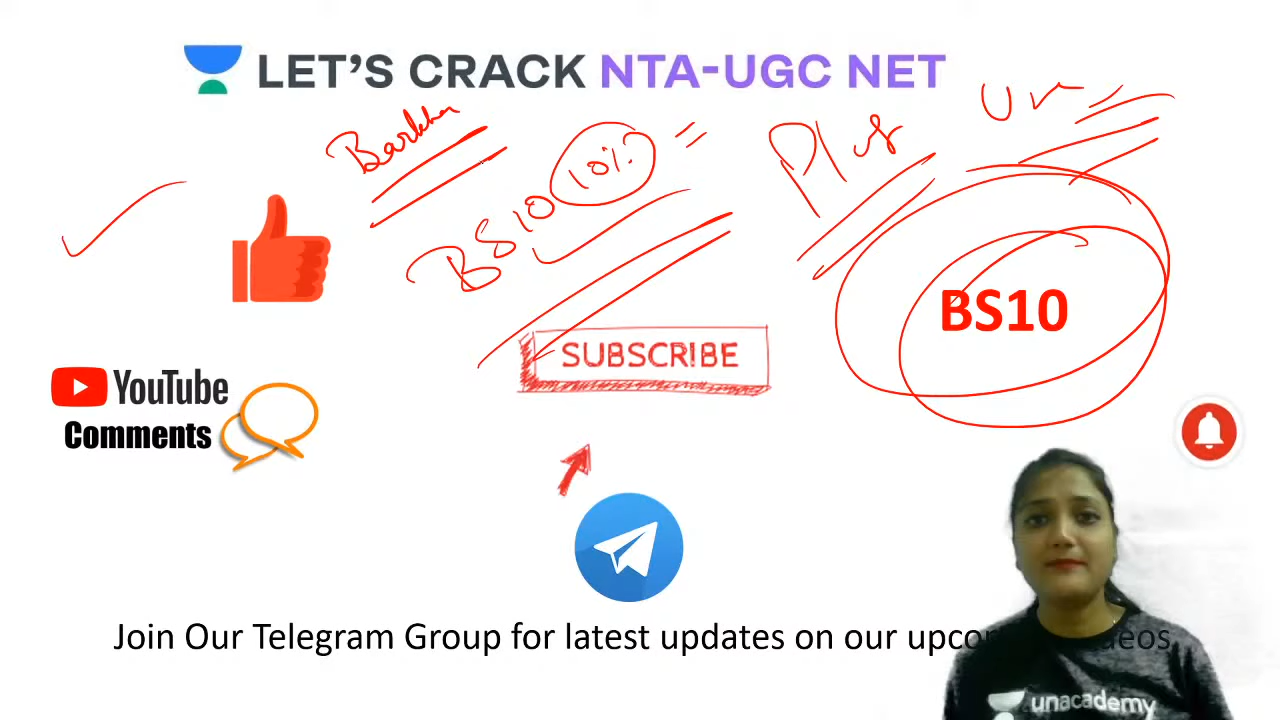 LET'S CRACK NTA-UGC NET
Barkha
BS10 10%
Plus
BS10
SUBSCRIBE
YouTube
Comments
Join Our Telegram Group for latest updates on our upco eos
unacademy